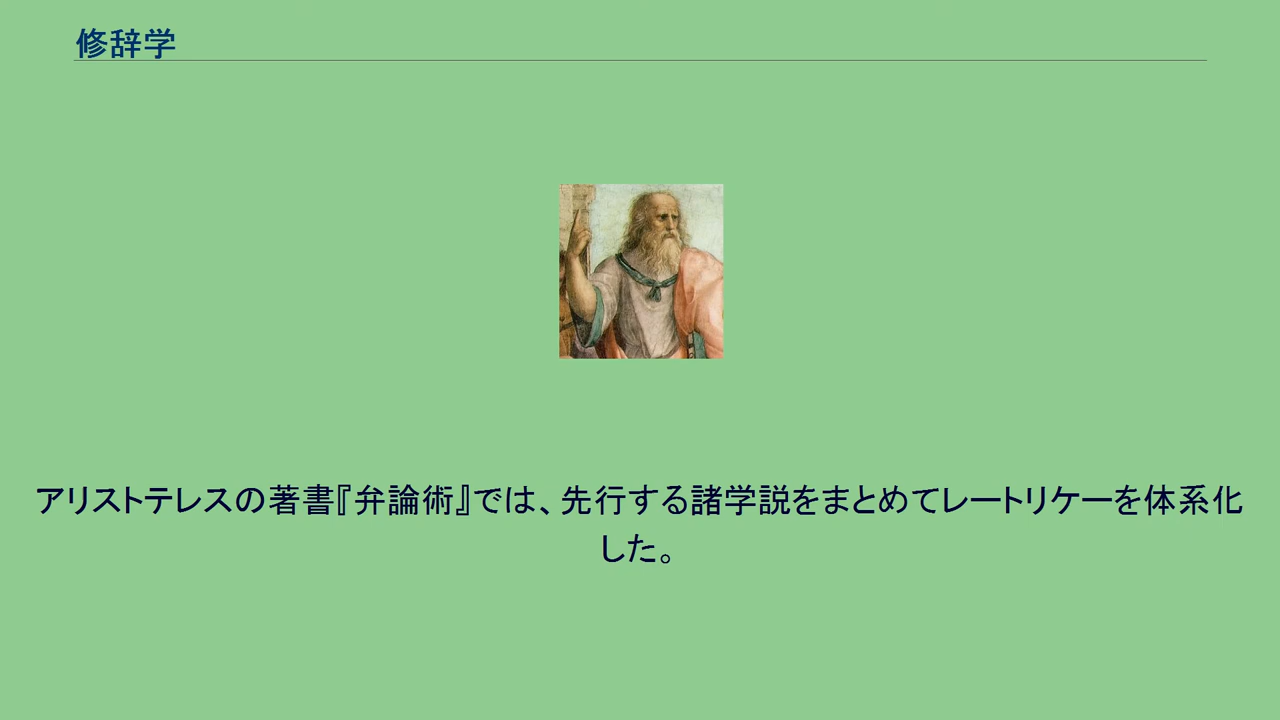 修辞学
アリストテレスの著書『弁論術』では、先行する諸学説をまとめてレートリケーを体系化
した。